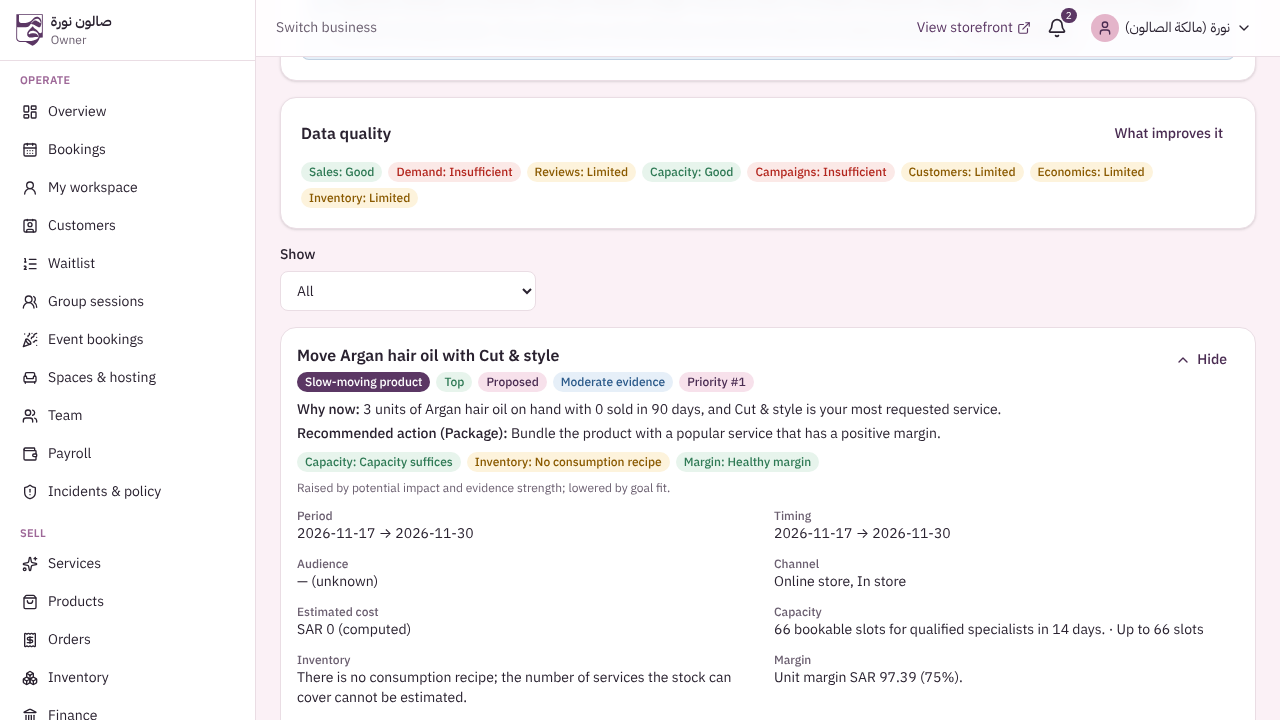 صالون نورة
Owner
OPERATE
Overview
Bookings
My workspace
Customers
Waitlist
Group sessions
Event bookings
Spaces & hosting
Team
Payroll
Incidents & policy
SELL
Services
Products
Orders
Inventory
Finance
Switch business
View storefront
2
نورة (مالكة الصالون)
Data quality
What improves it
Sales: Good
Demand: Insufficient
Reviews: Limited
Capacity: Good
Campaigns: Insufficient
Customers: Limited
Economics: Limited
Inventory: Limited
Show
All
Move Argan hair oil with Cut & style
Hide
Slow-moving product
Top
Proposed
Moderate evidence
Priority #1
Why now: 3 units of Argan hair oil on hand with 0 sold in 90 days, and Cut & style is your most requested service.
Recommended action (Package): Bundle the product with a popular service that has a positive margin.
Capacity: Capacity suffices
Inventory: No consumption recipe
Margin: Healthy margin
Raised by potential impact and evidence strength; lowered by goal fit.
Period
2026-11-17 → 2026-11-30
Timing
2026-11-17 → 2026-11-30
Audience
— (unknown)
Channel
Online store, In store
Estimated cost
SAR 0 (computed)
Capacity
66 bookable slots for qualified specialists in 14 days. · Up to 66 slots
Inventory
There is no consumption recipe; the number of services the stock can
cover cannot be estimated.
Margin
Unit margin SAR 97.39 (75%).